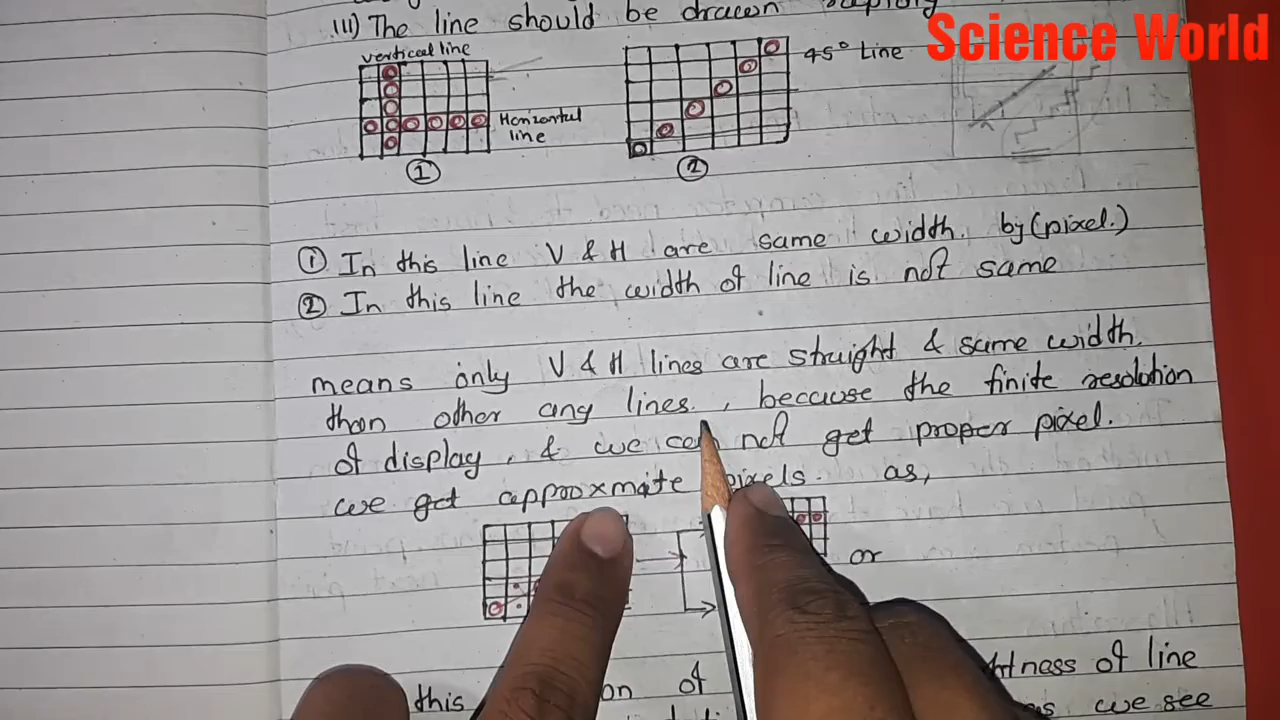 III) The line should be drawn
Science World
vertical line
45° Line
Horizontal
line
①
②
① In this line V & H are same width. by (pixel.)
② In this line the width of line is not same
means only V & H lines are straight & same width.
than other any lines. , because the finite resolution
of display, & we can not get proper pixel.
we get approxmate pixels. as,
or
this of of line
we see